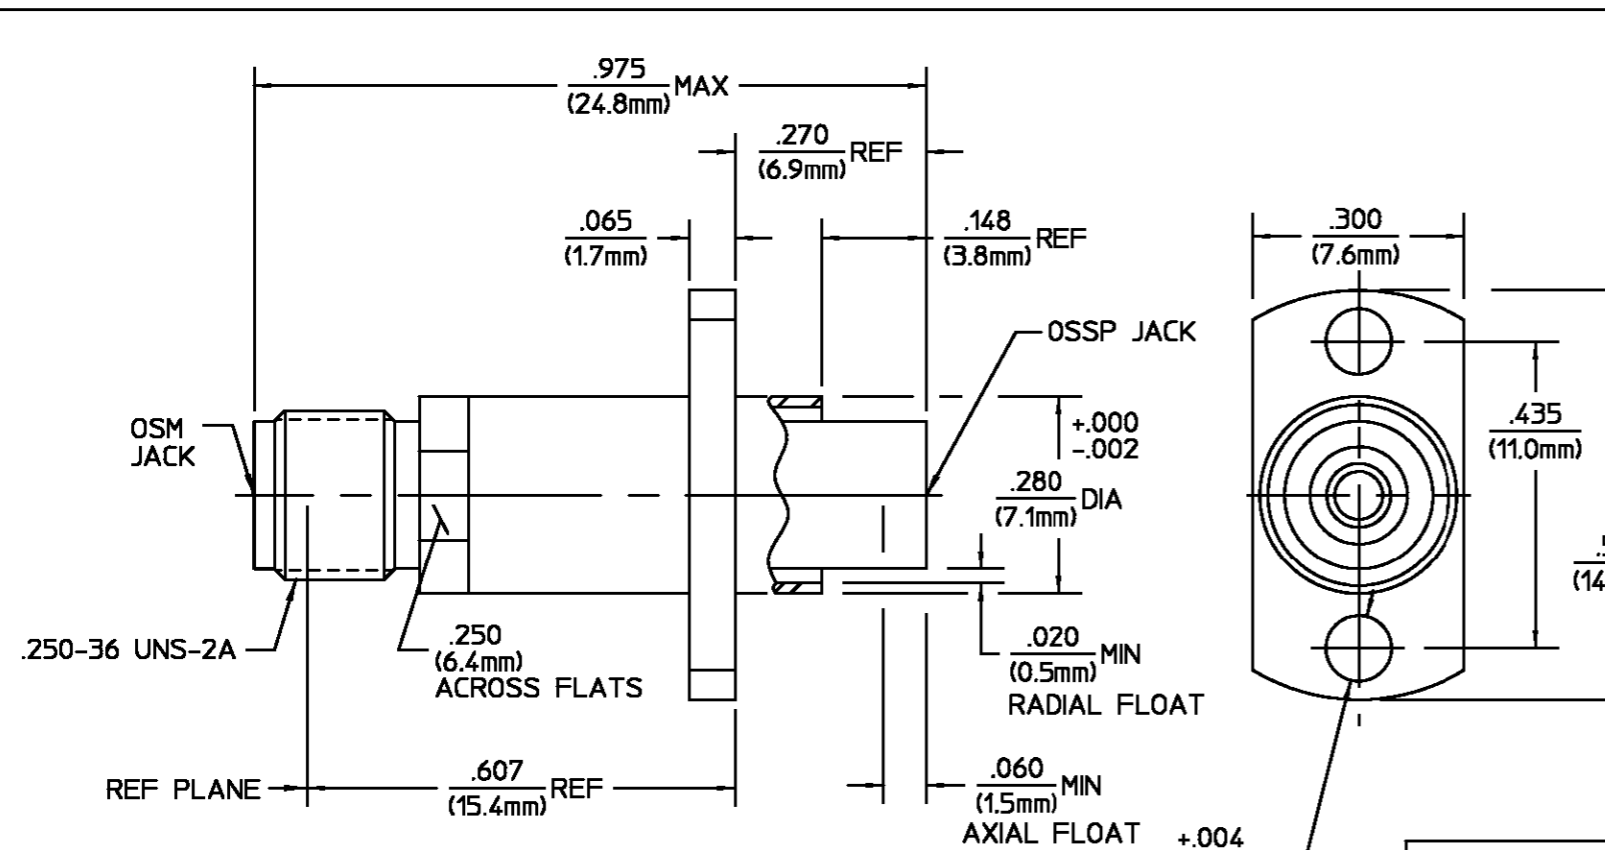 .975
(24.8mm) MAX
.270
(6.9mm) REF
.065
(1.7mm)
.148
(3.8mm) REF
.300
(7.6mm)
OSSP JACK
OSM
JACK
+.000
-.002
.280
(7.1mm) DIA
.435
(11.0mm)
.250-36 UNS-2A
.250
(6.4mm)
ACROSS FLATS
.020
(0.5mm) MIN
RADIAL FLOAT
REF PLANE
.607
(15.4mm) REF
.060
(1.5mm) MIN
AXIAL FLOAT
+.004